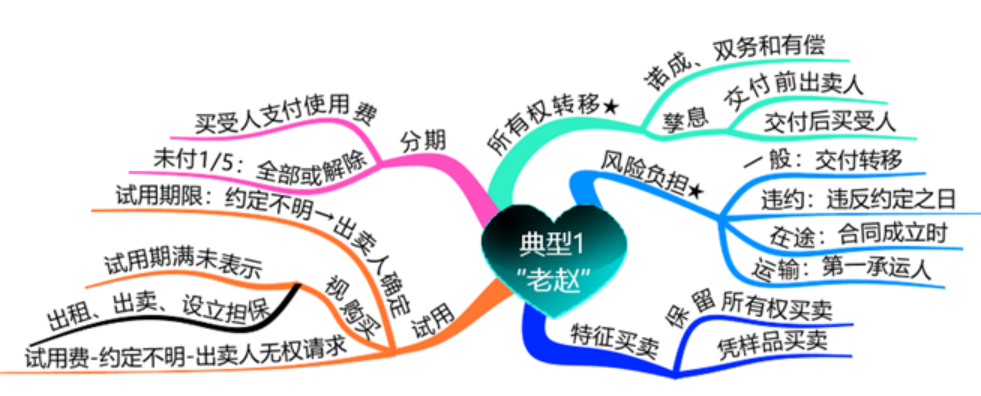 典型1
“老赵”
所有权转移★
诺成、双务和有偿
孳息
交付前出卖人
交付后买受人
风险负担★
一般：交付转移
违约：违反约定之日
在途：合同成立时
运输：第一承运人
特征买卖
保留所有权买卖
凭样品买卖
分期
买受人支付使用费
未付1/5：全部或解除
试用
试用期限：约定不明→出卖人确定
视购买
试用期满未表示
出租、出卖、设立担保
试用费-约定不明-出卖人无权请求